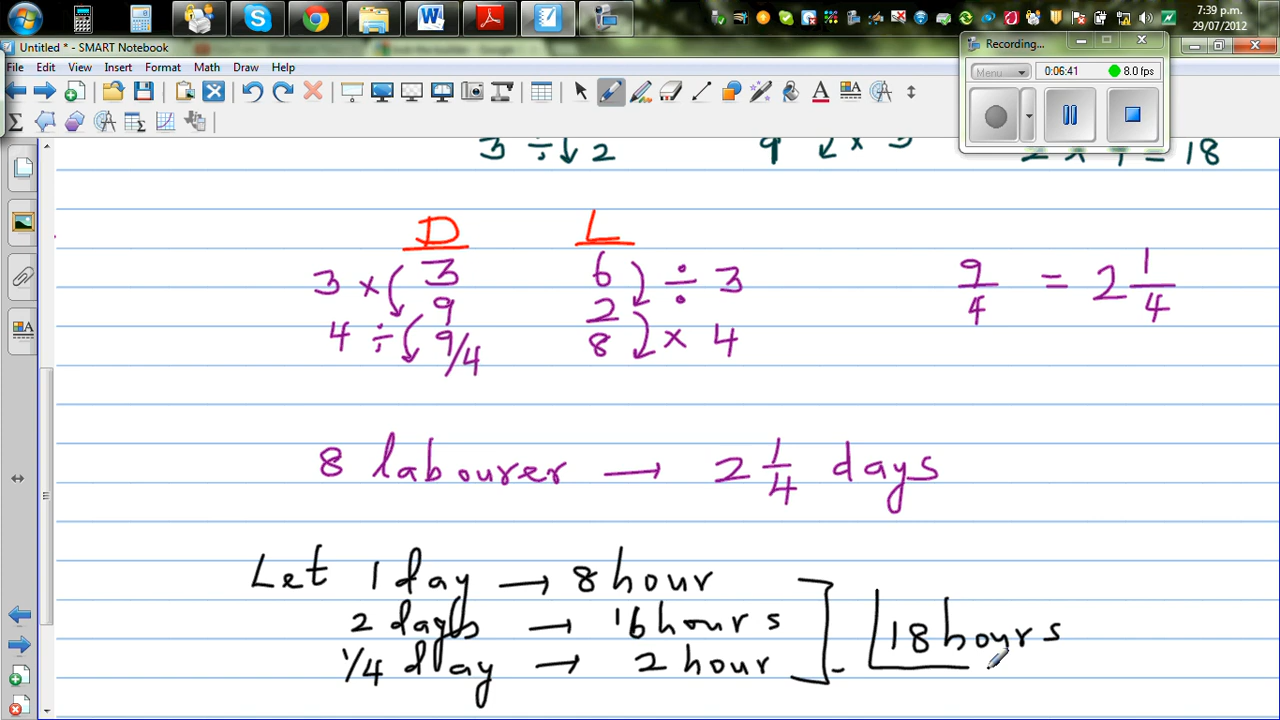 7:39 p.m.
29/07/2012
Untitled * - SMART Notebook
File Edit View Insert Format Math Draw Help
Recording...
Menu 0:06:41 8.0 fps
3 ÷ 2 9 × 3 = 18
D L
3 × 3 6 ÷ 3
9 2
4 ÷ 9/4 8 × 4
9/4 = 2 1/4
8 labourer → 2 1/4 days
Let 1 day → 8 hour
2 days → 16 hours
1/4 day → 2 hour
18 hours